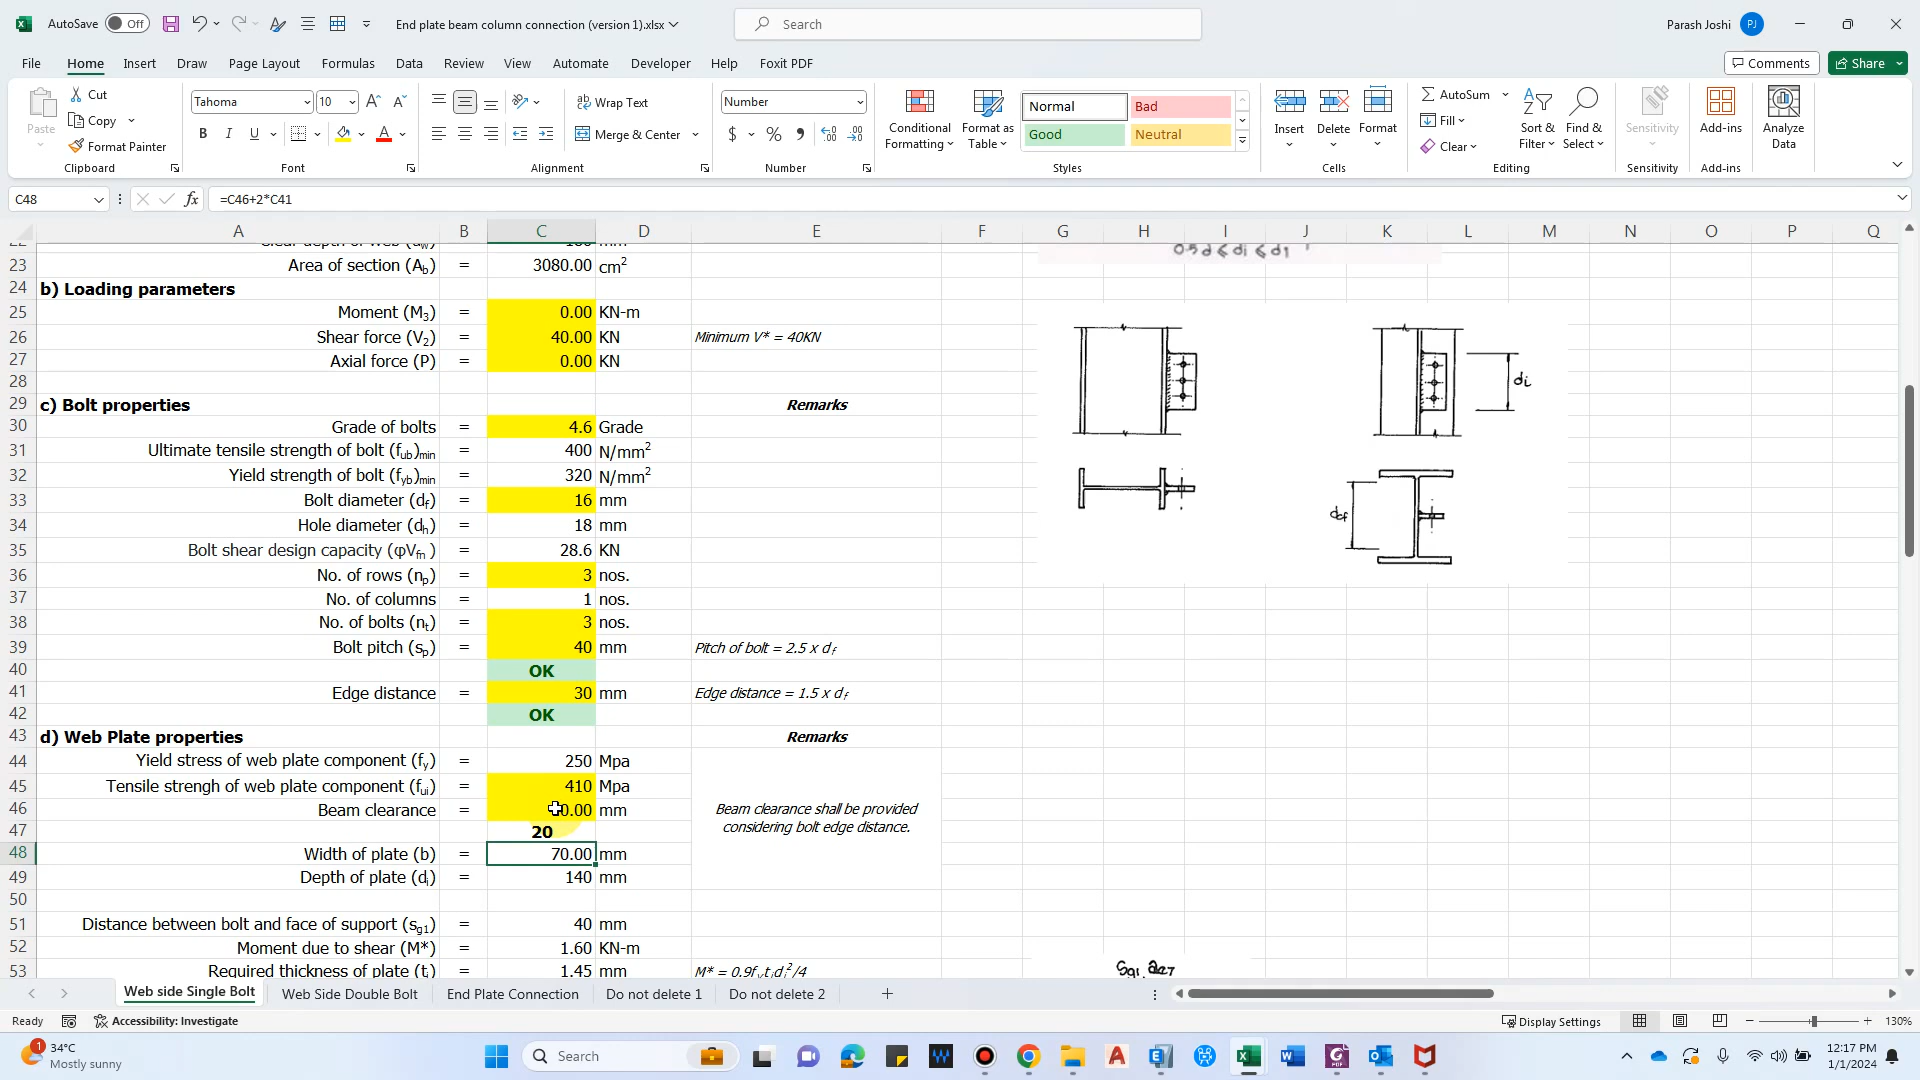 AutoSave Off End plate beam column connection (version 1).xlsx Search Parash Joshi PJ
File Home Insert Draw Page Layout Formulas Data Review View Automate Developer Help Foxit PDF Comments Share
Paste Cut Copy Format Painter Clipboard
Tahoma 10 B I U Font
Wrap Text Merge & Center Alignment
Number $ % Number
Conditional Formatting Format as Table Normal Bad Good Neutral Styles
Insert Delete Format Cells
AutoSum Fill Clear Sort & Filter Find & Select Editing
Sensitivity Sensitivity
Add-ins Add-ins
Analyze Data
C48 fx =C46+2*C41
A B C D E F G H I J K L M N O P Q
23 Area of section (Ab) = 3080.00 cm2
24 b) Loading parameters
25 Moment (M3) = 0.00 KN-m
26 Shear force (V2) = 40.00 KN Minimum V* = 40KN
27 Axial force (P) = 0.00 KN
28
29 c) Bolt properties Remarks
30 Grade of bolts = 4.6 Grade
31 Ultimate tensile strength of bolt (fub)min = 400 N/mm2
32 Yield strength of bolt (fyb)min = 320 N/mm2
33 Bolt diameter (df) = 16 mm
34 Hole diameter (dh) = 18 mm
35 Bolt shear design capacity (φVfn ) = 28.6 KN
36 No. of rows (np) = 3 nos.
37 No. of columns = 1 nos.
38 No. of bolts (nt) = 3 nos.
39 Bolt pitch (sp) = 40 mm Pitch of bolt = 2.5 x df
40 OK
41 Edge distance = 30 mm Edge distance = 1.5 x df
42 OK
43 d) Web Plate properties Remarks
44 Yield stress of web plate component (fy) = 250 Mpa
45 Tensile strengh of web plate component (fui) = 410 Mpa
46 Beam clearance = 0.00 mm Beam clearance shall be provided
considering bolt edge distance.
47 20
48 Width of plate (b) = 70.00 mm
49 Depth of plate (di) = 140 mm
50
51 Distance between bolt and face of support (sg1) = 40 mm
52 Moment due to shear (M*) = 1.60 KN-m
53 Required thickness of plate (ti) = 1.45 mm M* = 0.9fytidi2/4
0.5d ≤ di ≤ d1
di
dcf
Web side Single Bolt Web Side Double Bolt End Plate Connection Do not delete 1 Do not delete 2
Ready Accessibility: Investigate Display Settings 130%
34°C
Mostly sunny
Search
12:17 PM
1/1/2024